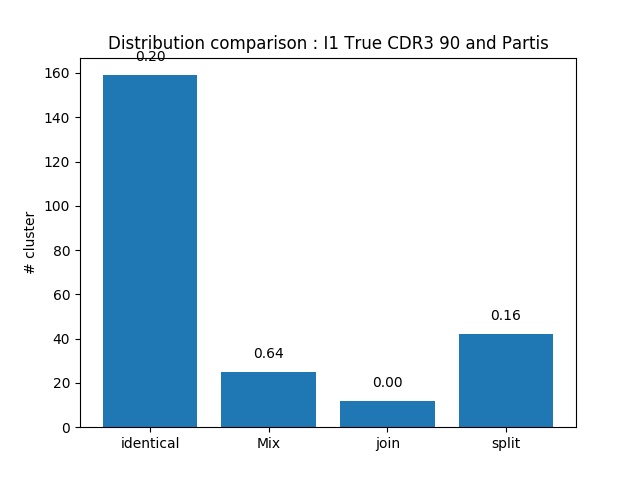 Distribution comparison : I1 True CDR3 90 and Partis
0.20
0.64
0.00
0.16
160
140
120
100
80
60
40
20
0
# cluster
identical
Mix
join
split